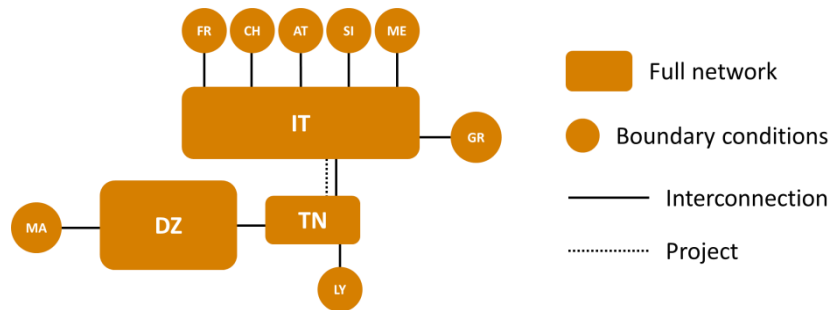 FR CH AT SI ME
IT
GR
DZ
TN
MA
LY
Full network
Boundary conditions
Interconnection
Project